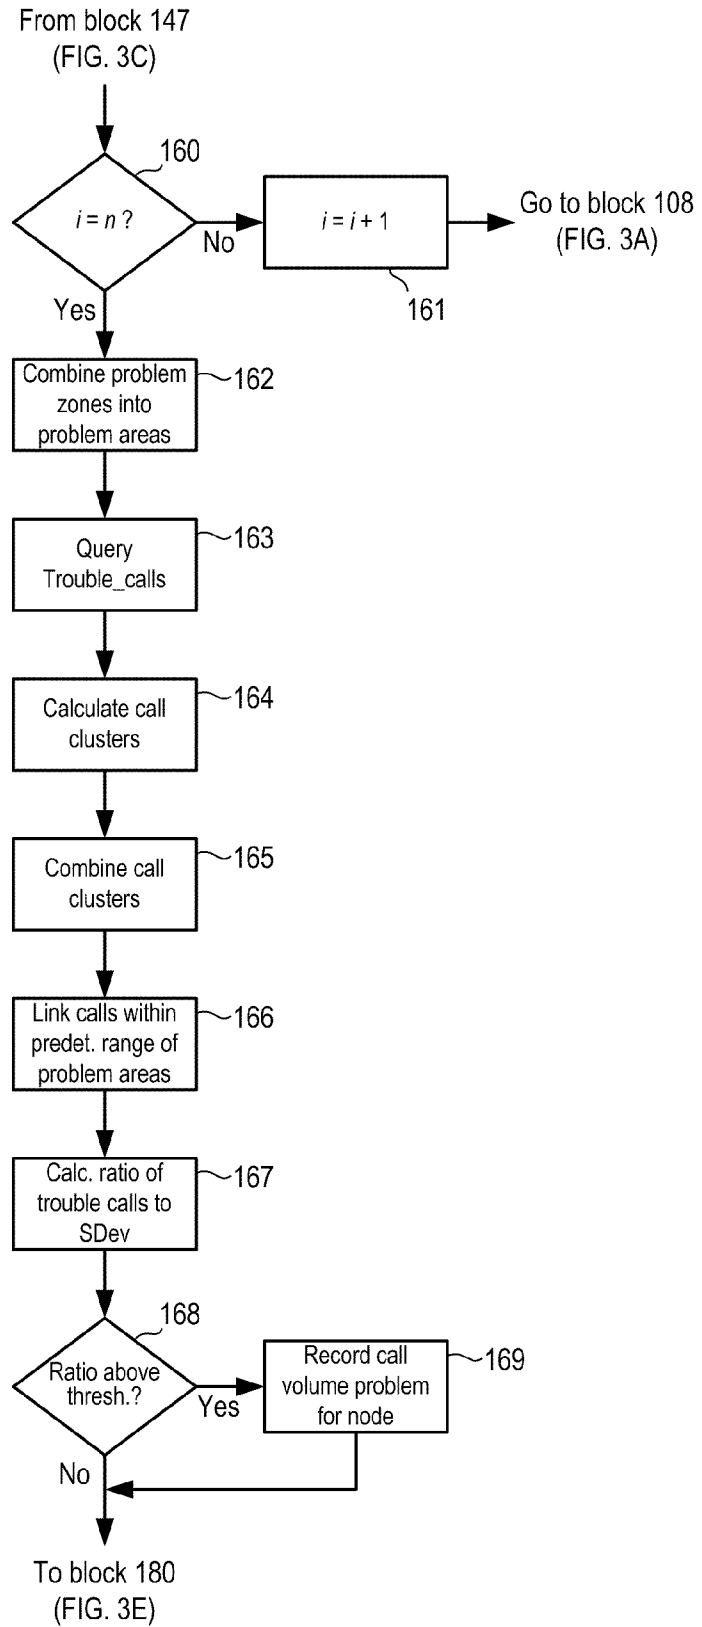 From block 147
(FIG. 3C)
160
i = n ?
No
i = i + 1
161
Go to block 108
(FIG. 3A)
Yes
Combine problem
zones into
problem areas
162
Query
Trouble_calls
163
Calculate call
clusters
164
Combine call
clusters
165
Link calls within
predet. range of
problem areas
166
Calc. ratio of
trouble calls to
SDev
167
168
Ratio above
thresh.?
Yes
Record call
volume problem
for node
169
No
To block 180
(FIG. 3E)